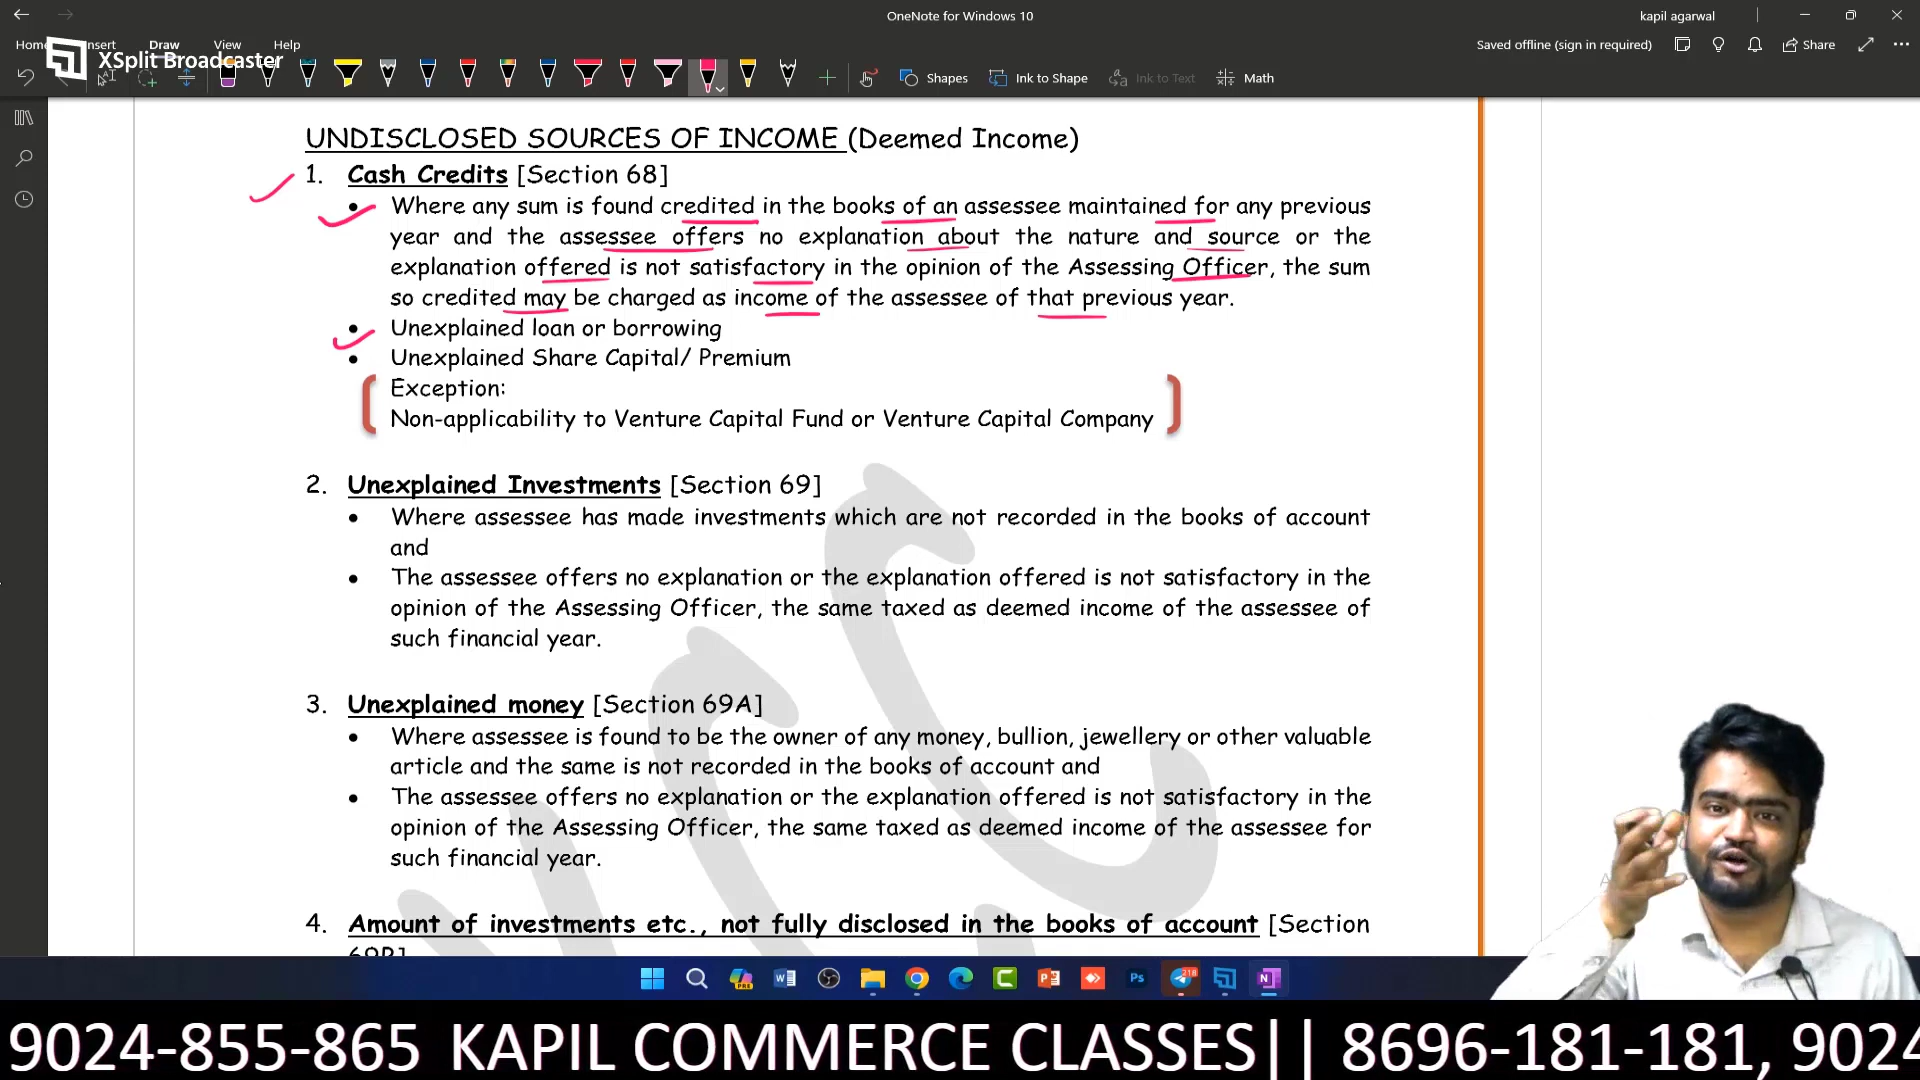 OneNote for Windows 10
kapil agarwal
Draw View Help
XSplit Broadcaster
Saved offline (sign in required)
Share
Shapes
Ink to Shape
Ink to Text
Math
UNDISCLOSED SOURCES OF INCOME (Deemed Income)
1. Cash Credits [Section 68]
• Where any sum is found credited in the books of an assessee maintained for any previous
year and the assessee offers no explanation about the nature and source or the
explanation offered is not satisfactory in the opinion of the Assessing Officer, the sum
so credited may be charged as income of the assessee of that previous year.
• Unexplained loan or borrowing
• Unexplained Share Capital/ Premium
Exception:
Non-applicability to Venture Capital Fund or Venture Capital Company
2. Unexplained Investments [Section 69]
• Where assessee has made investments which are not recorded in the books of account
and
• The assessee offers no explanation or the explanation offered is not satisfactory in the
opinion of the Assessing Officer, the same taxed as deemed income of the assessee of
such financial year.
3. Unexplained money [Section 69A]
• Where assessee is found to be the owner of any money, bullion, jewellery or other valuable
article and the same is not recorded in the books of account and
• The assessee offers no explanation or the explanation offered is not satisfactory in the
opinion of the Assessing Officer, the same taxed as deemed income of the assessee for
such financial year.
4. Amount of investments etc., not fully disclosed in the books of account [Section
69B]
9024-855-865 KAPIL COMMERCE CLASSES|| 8696-181-181, 9024